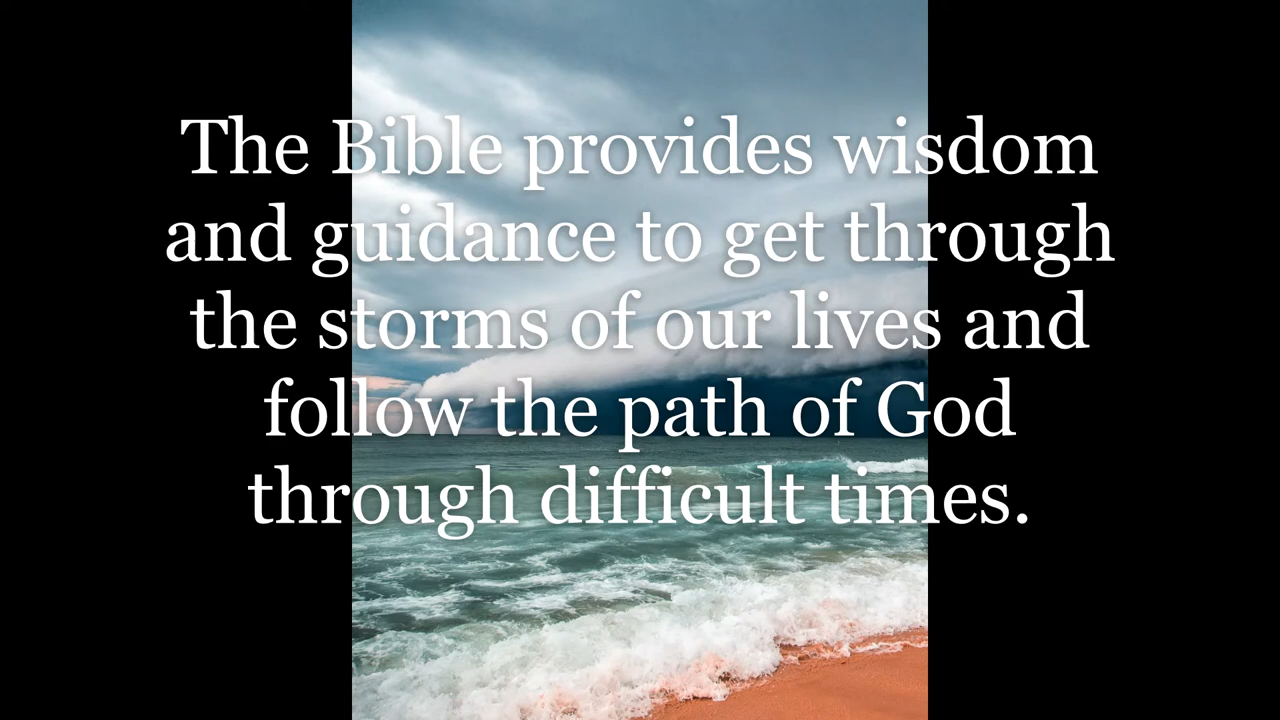 The Bible provides wisdom
and guidance to get through
the storms of our lives and
follow the path of God
through difficult times.